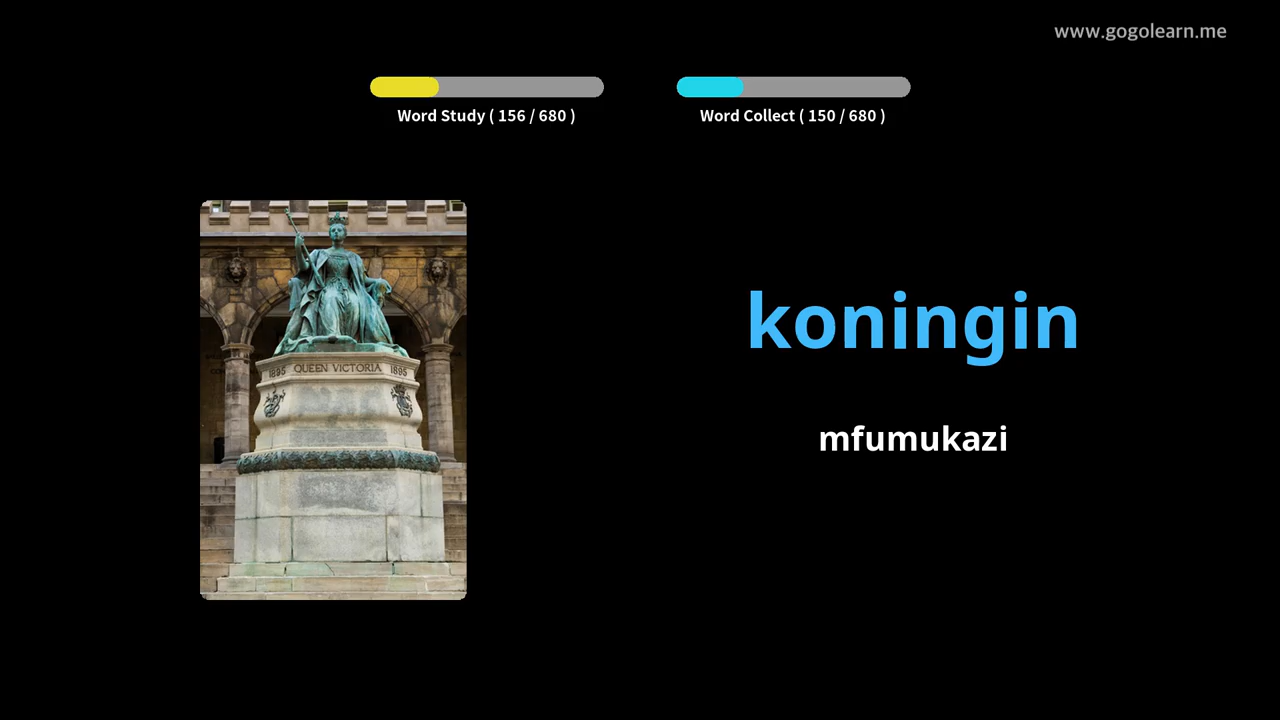 www.gogolearn.me
Word Study ( 156 / 680 )
Word Collect ( 150 / 680 )
1895 QUEEN VICTORIA 1895
koningin
mfumukazi